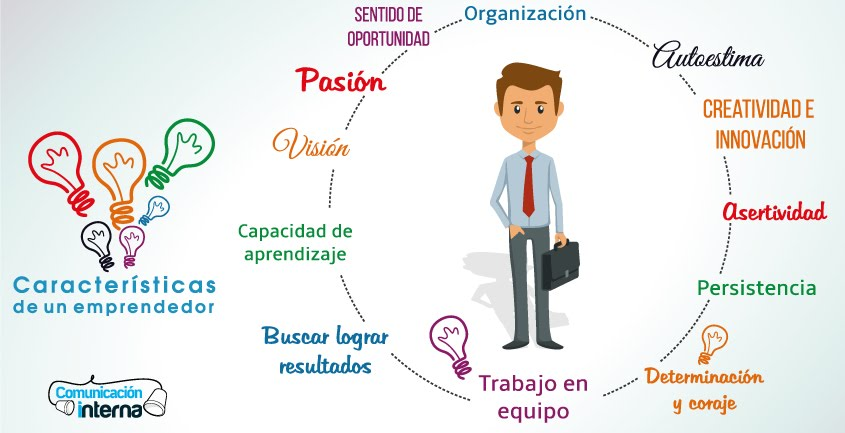 Características
de un emprendedor
Comunicación
interna
Organización
Autoestima
CREATIVIDAD E
INNOVACIÓN
Asertividad
Persistencia
Determinación
y coraje
Trabajo en
equipo
Buscar lograr
resultados
Capacidad de
aprendizaje
Visión
Pasión
SENTIDO DE
OPORTUNIDAD